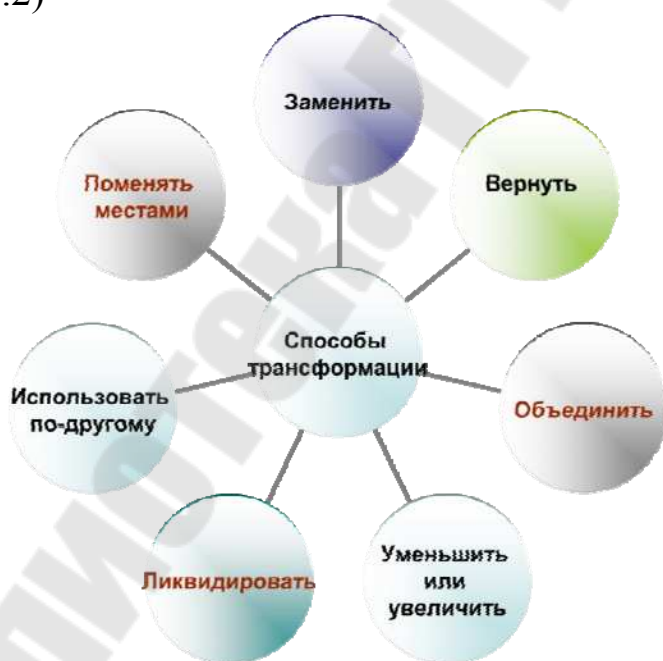 .2)
Заменить
Вернуть
Объединить
Уменьшить
или
увеличить
Ликвидировать
Использовать
по-другому
Поменять
местами
Способы
трансформации